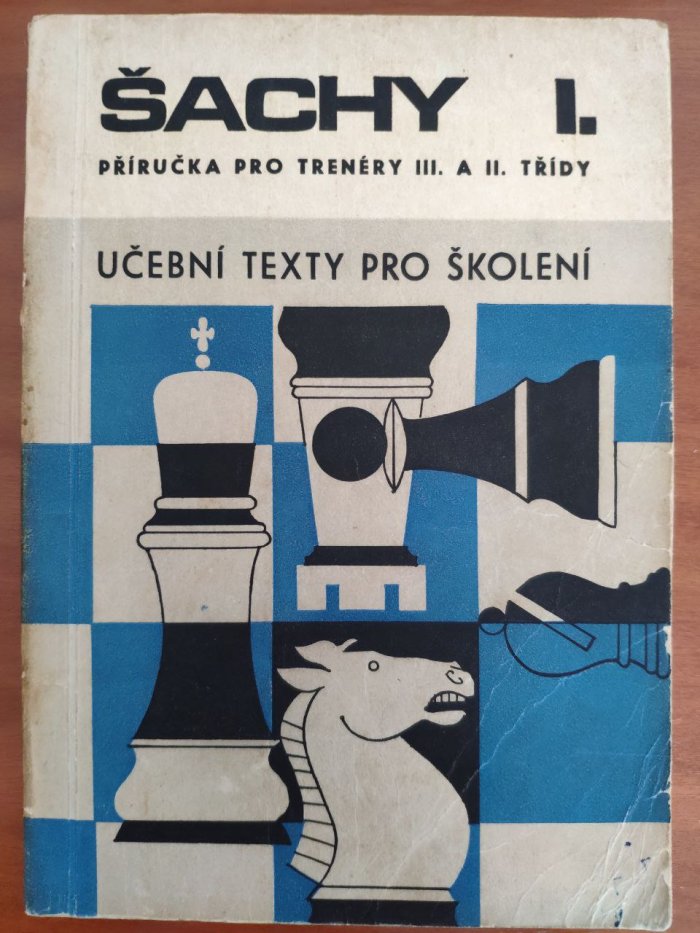 ŠACHY I.
PŘÍRUČKA PRO TRENÉRY III. A II. TŘÍDY
UČEBNÍ TEXTY PRO ŠKOLENÍ